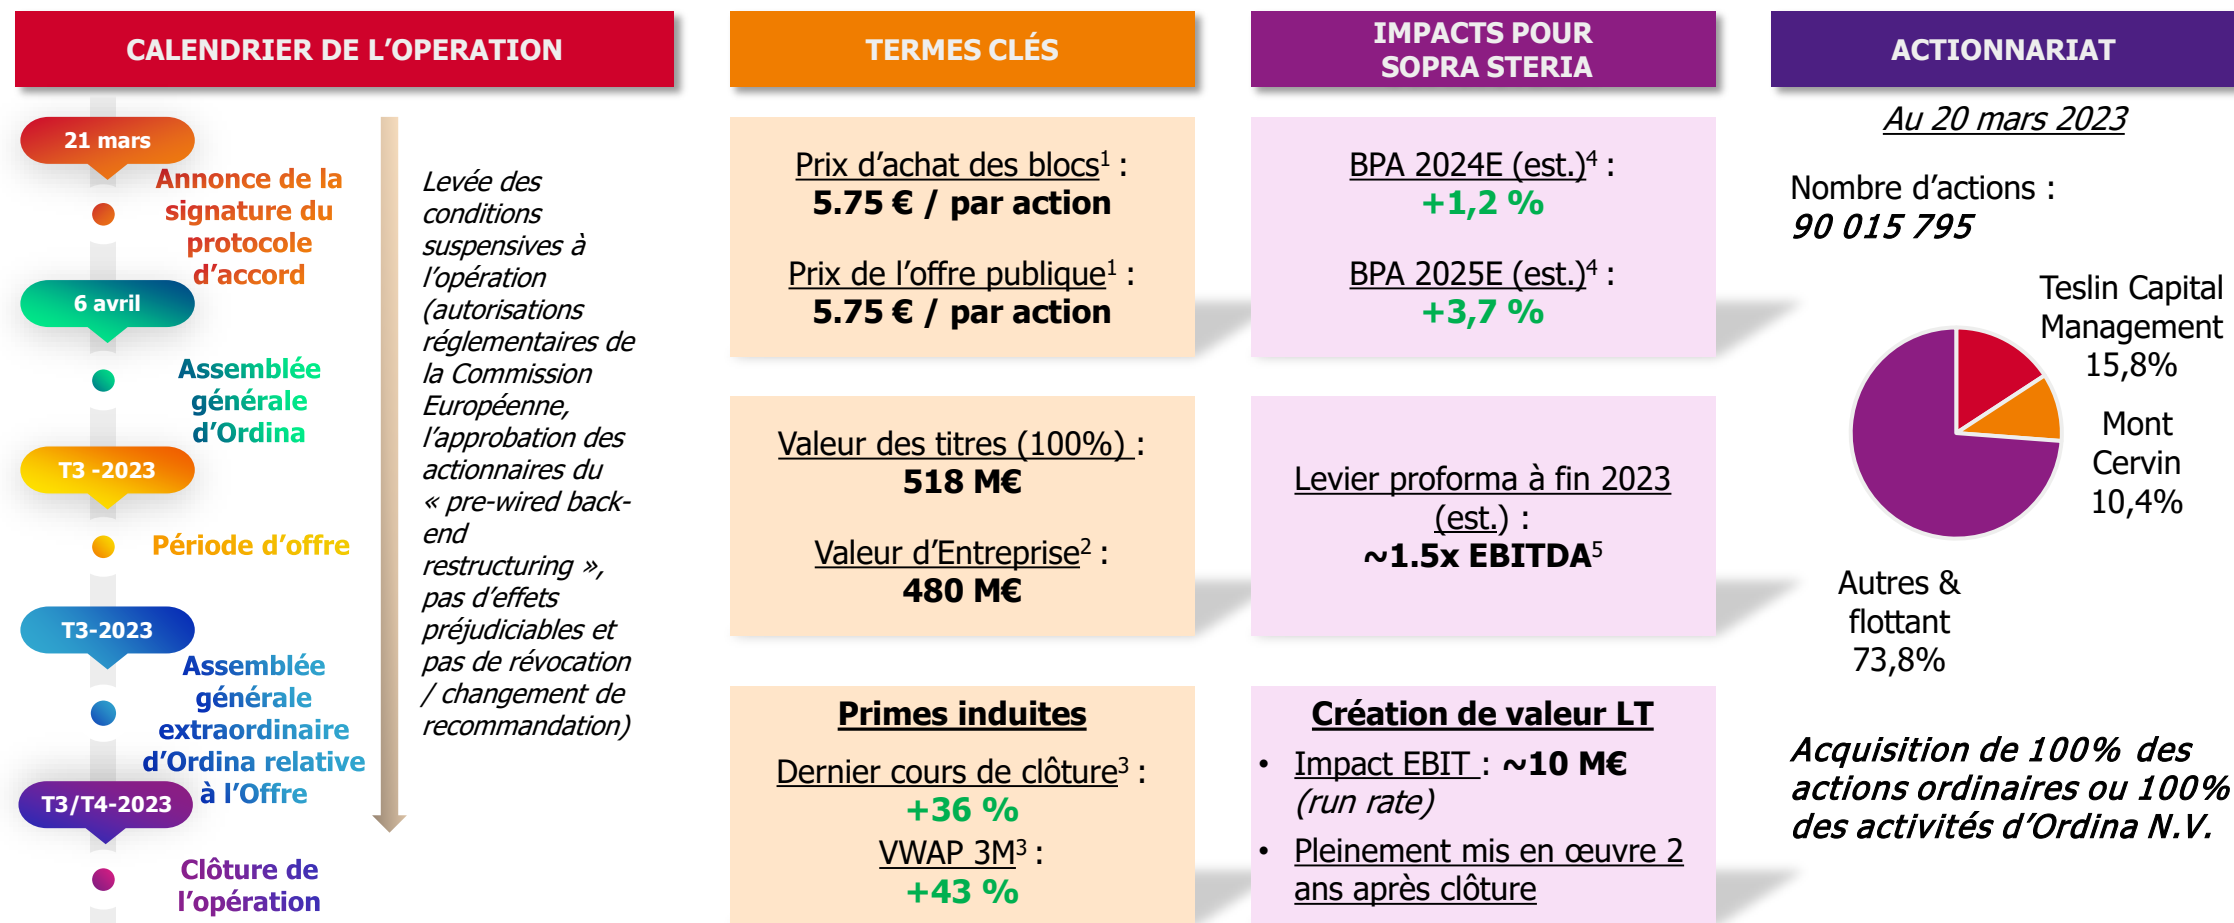 CALENDRIER DE L’OPERATION
21 mars
Annonce de la
signature du
protocole
d’accord
6 avril
Assemblée
générale
d’Ordina
T3 -2023
Période d’offre
T3-2023
Assemblée
générale
extraordinaire
d’Ordina relative
à l’Offre
T3/T4-2023
Clôture de
l’opération
Levée des
conditions
suspensives à
l’opération
(autorisations
réglementaires de
la Commission
Européenne,
l’approbation des
actionnaires du
« pre-wired back-
end
restructuring »,
pas d’effets
préjudiciables et
pas de révocation
/ changement de
recommandation)
TERMES CLÉS
Prix d’achat des blocs¹ :
5.75 € / par action
Prix de l’offre publique¹ :
5.75 € / par action
Valeur des titres (100%) :
518 M€
Valeur d’Entreprise² :
480 M€
Primes induites
Dernier cours de clôture³ :
+36 %
VWAP 3M³ :
+43 %
IMPACTS POUR
SOPRA STERIA
BPA 2024E (est.)⁴ :
+1,2 %
BPA 2025E (est.)⁴ :
+3,7 %
Levier proforma à fin 2023
(est.) :
~1.5x EBITDA⁵
Création de valeur LT
• Impact EBIT : ~10 M€
(run rate)
• Pleinement mis en œuvre 2
ans après clôture
ACTIONNARIAT
Au 20 mars 2023
Nombre d’actions :
90 015 795
Teslin Capital
Management
15,8%
Mont
Cervin
10,4%
Autres &
flottant
73,8%
Acquisition de 100% des
actions ordinaires ou 100%
des activités d’Ordina N.V.